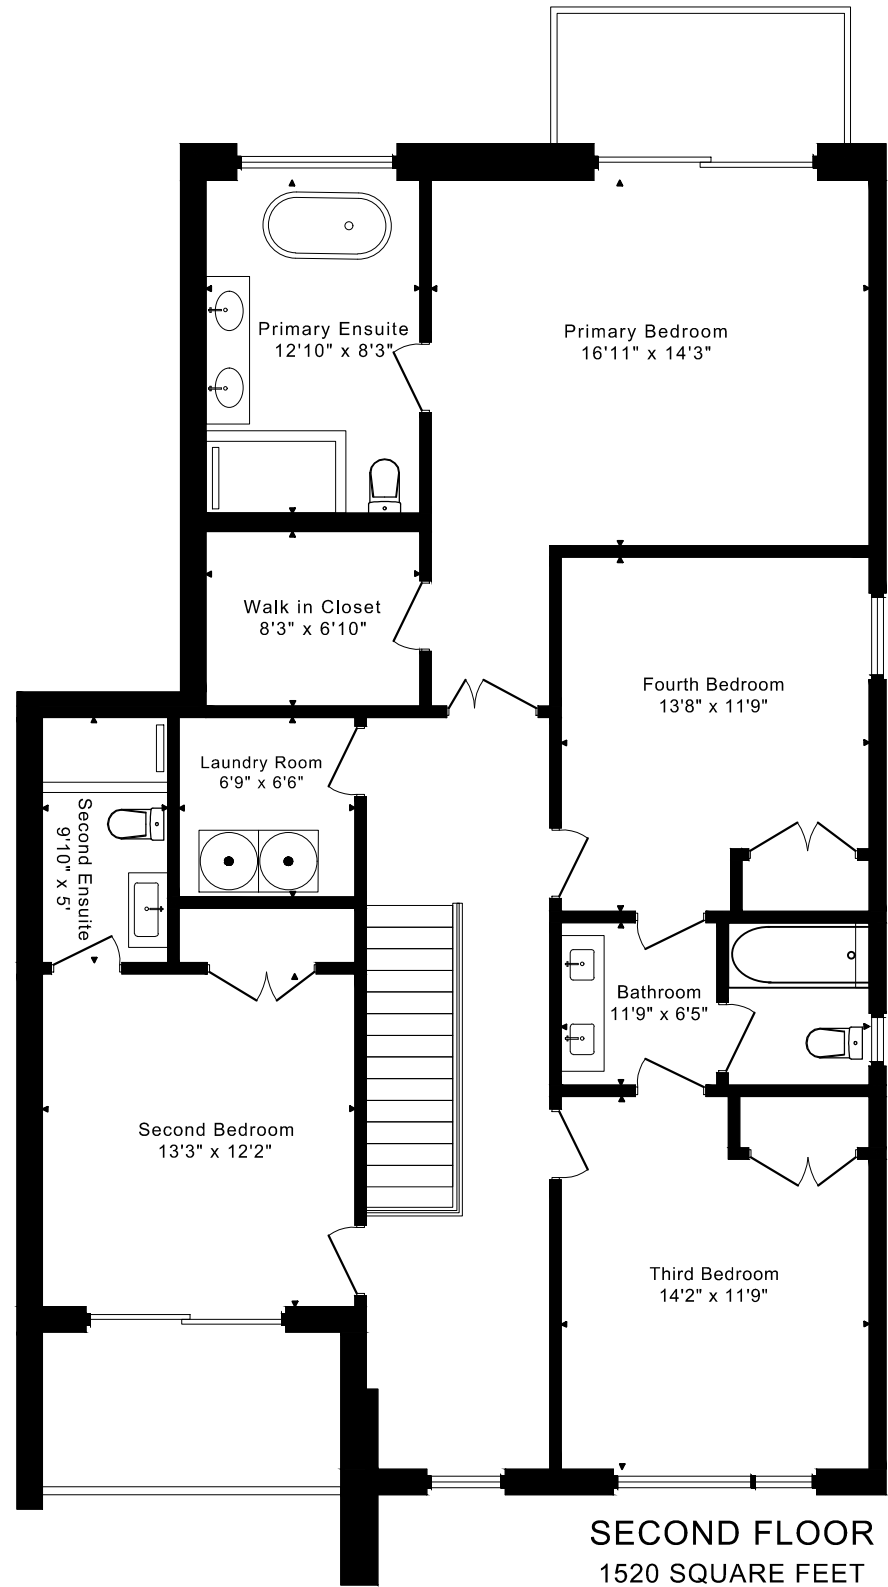 Primary Ensuite
12'10" x 8'3"
Primary Bedroom
16'11" x 14'3"
Walk in Closet
8'3" x 6'10"
Fourth Bedroom
13'8" x 11'9"
Laundry Room
6'9" x 6'6"
Second Ensuite
9'10" x 5'
Bathroom
11'9" x 6'5"
Second Bedroom
13'3" x 12'2"
Third Bedroom
14'2" x 11'9"
SECOND FLOOR
1520 SQUARE FEET